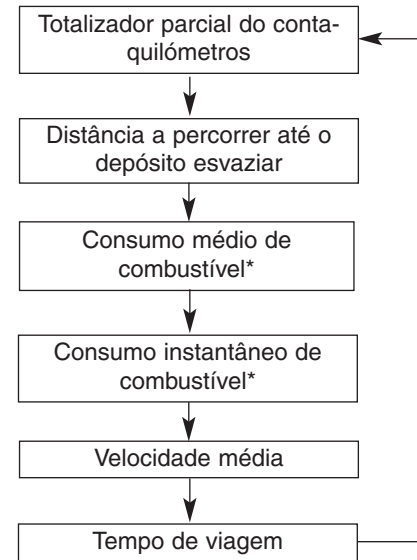 Totalizador parcial do conta-
quilómetros
Distância a percorrer até o
depósito esvaziar
Consumo médio de
combustível*
Consumo instantâneo de
combustível*
Velocidade média
Tempo de viagem